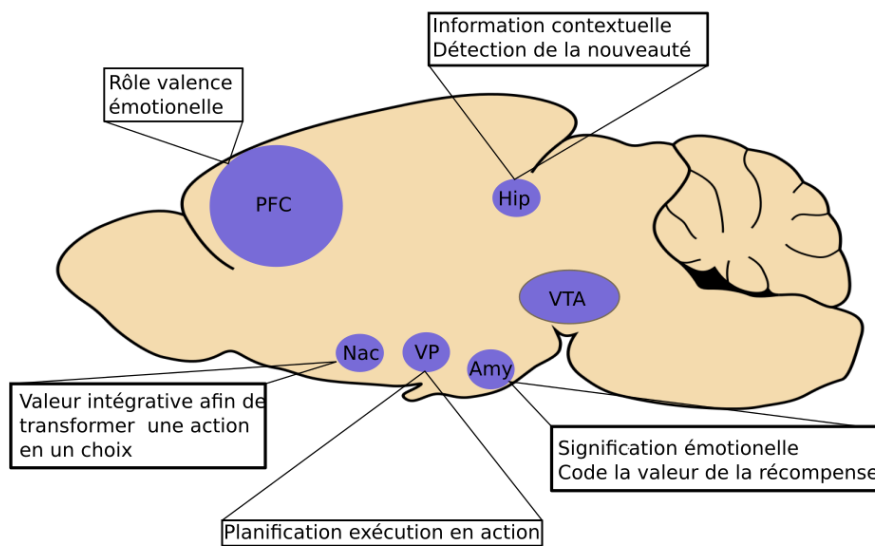 Information contextuelle
Détection de la nouveauté
Rôle valence
émotionelle
PFC
Hip
VTA
Nac
VP
Amy
Valeur intégrative afin de
transformer une action
en un choix
Signification émotionelle
Code la valeur de la récompense
Planification exécution en action